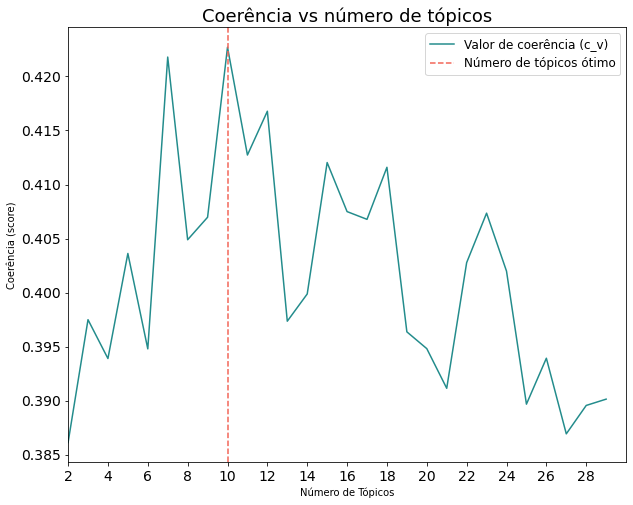 Coerência vs número de tópicos
Valor de coerência (c_v)
Número de tópicos ótimo
Coerência (score)
0.420
0.415
0.410
0.405
0.400
0.395
0.390
0.385
2 4 6 8 10 12 14 16 18 20 22 24 26 28
Número de Tópicos